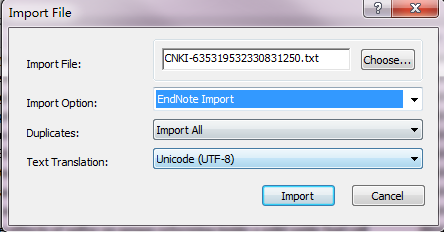 Import File
Import File: CNKI-635319532330831250.txt Choose...
Import Option: EndNote Import
Duplicates: Import All
Text Translation: Unicode (UTF-8)
Import Cancel